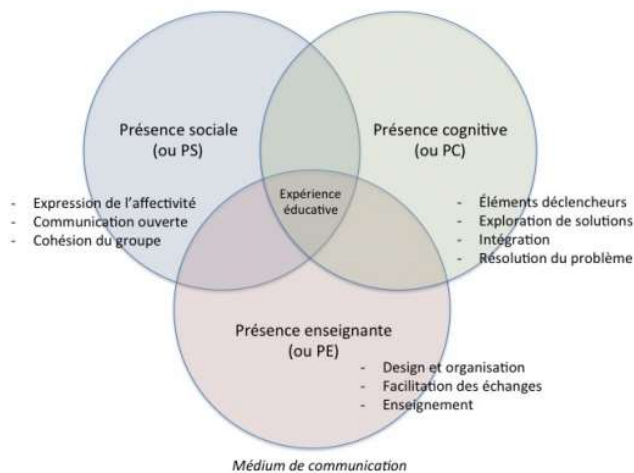 Présence sociale
(ou PS)
- Expression de l'affectivité
- Communication ouverte
- Cohésion du groupe
Présence cognitive
(ou PC)
- Éléments déclencheurs
- Exploration de solutions
- Intégration
- Résolution du problème
Expérience
éducative
Présence enseignante
(ou PE)
- Design et organisation
- Facilitation des échanges
- Enseignement
Médium de communication